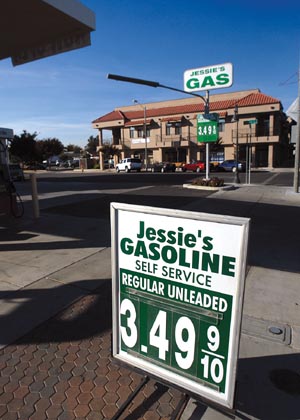 JESSIE'S
GAS
3.49 9/10
Jessie's
GASOLINE
SELF SERVICE
REGULAR UNLEADED
3.49 9/10